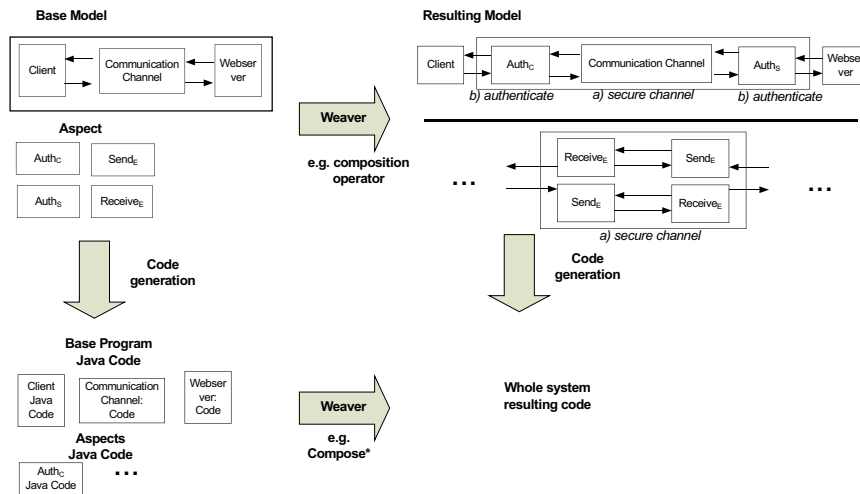 Base Model
Client
Communication
Channel
Webser
ver
Aspect
Auth_C
Send_E
Auth_S
Receive_E
Code
generation
Base Program
Java Code
Client
Java
Code
Communication
Channel:
Code
Webser
ver:
Code
Aspects
Java Code
Auth_C
Java Code
...
Weaver
e.g. composition
operator
Weaver
e.g.
Compose*
Resulting Model
Client
Auth_C
Communication Channel
Auth_S
Webser
ver
b) authenticate
a) secure channel
b) authenticate
...
Receive_E
Send_E
Send_E
Receive_E
...
a) secure channel
Code
generation
Whole system
resulting code